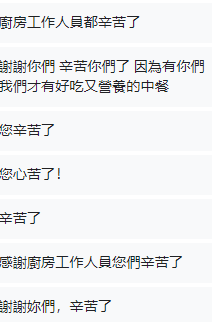 廚房工作人員都辛苦了
謝謝你們 辛苦你們了 因為有你們
我們才有好吃又營養的中餐
您辛苦了
您心苦了!
辛苦了
感謝廚房工作人員您們辛苦了
謝謝妳們，辛苦了